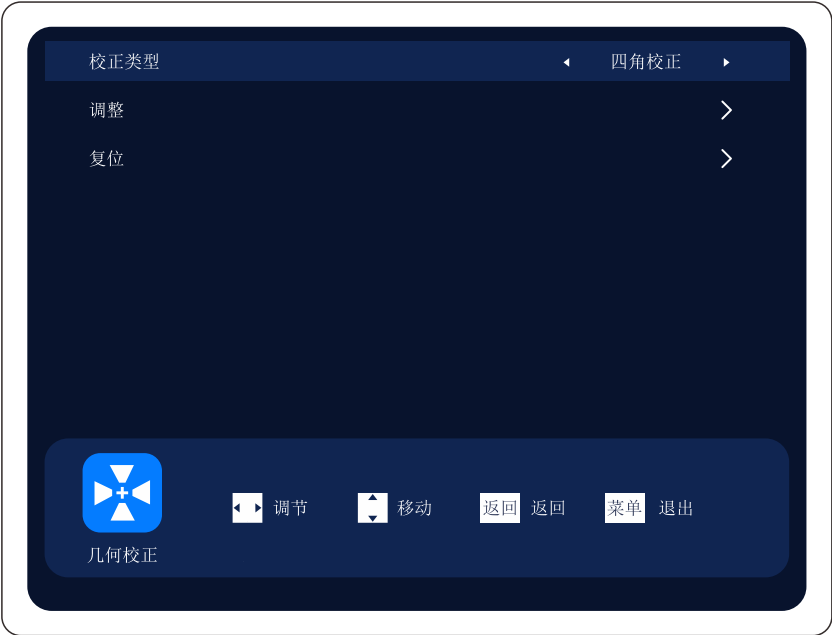 校正类型 四角校正
调整
复位
调节 移动 返回 返回 菜单 退出
几何校正